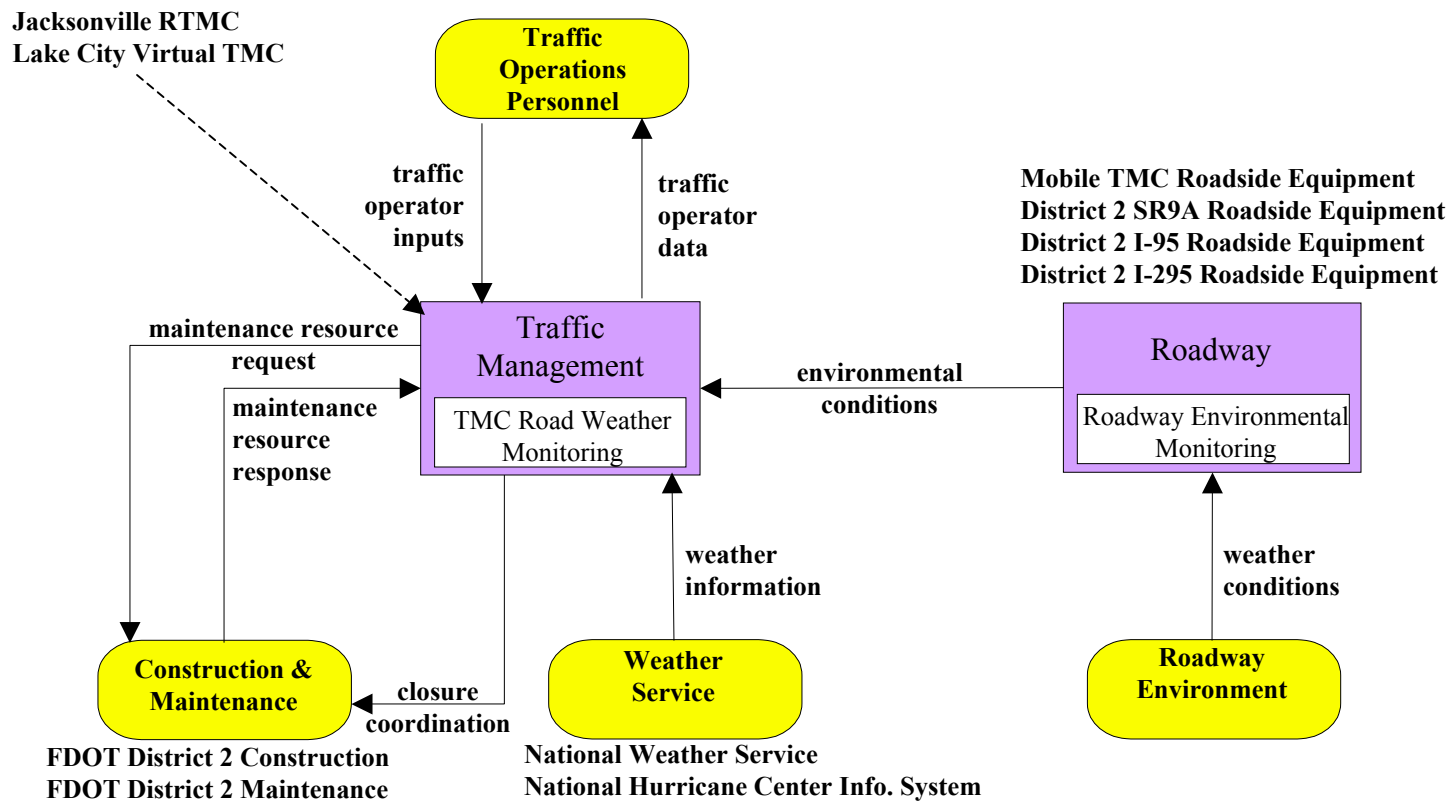 Jacksonville RTMC
Lake City Virtual TMC
Traffic
Operations
Personnel
traffic
operator
inputs
traffic
operator
data
Mobile TMC Roadside Equipment
District 2 SR9A Roadside Equipment
District 2 I-95 Roadside Equipment
District 2 I-295 Roadside Equipment
maintenance resource
request
maintenance
resource
response
Traffic
Management
TMC Road Weather
Monitoring
environmental
conditions
Roadway
Roadway Environmental
Monitoring
weather
information
weather
conditions
Construction &
Maintenance
closure
coordination
Weather
Service
Roadway
Environment
FDOT District 2 Construction
FDOT District 2 Maintenance
National Weather Service
National Hurricane Center Info. System